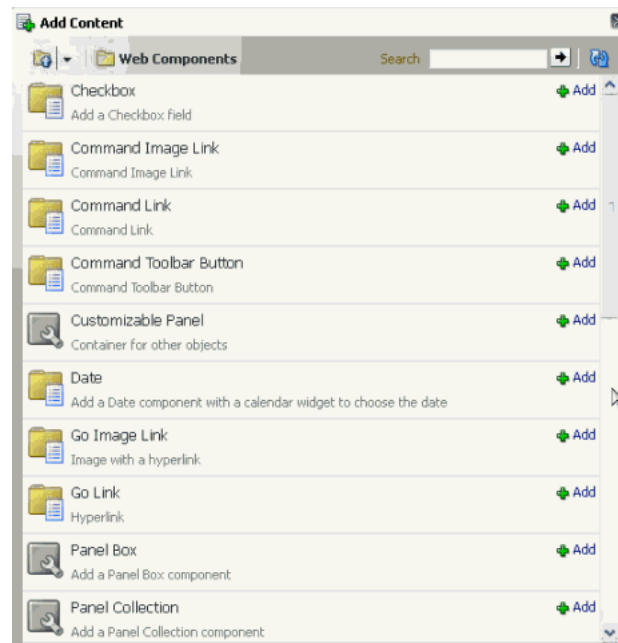 Add Content
Web Components Search
Checkbox Add
Add a Checkbox field
Command Image Link Add
Command Image Link
Command Link Add
Command Link
Command Toolbar Button Add
Command Toolbar Button
Customizable Panel Add
Container for other objects
Date Add
Add a Date component with a calendar widget to choose the date
Go Image Link Add
Image with a hyperlink
Go Link Add
Hyperlink
Panel Box Add
Add a Panel Box component
Panel Collection Add
Add a Panel Collection component